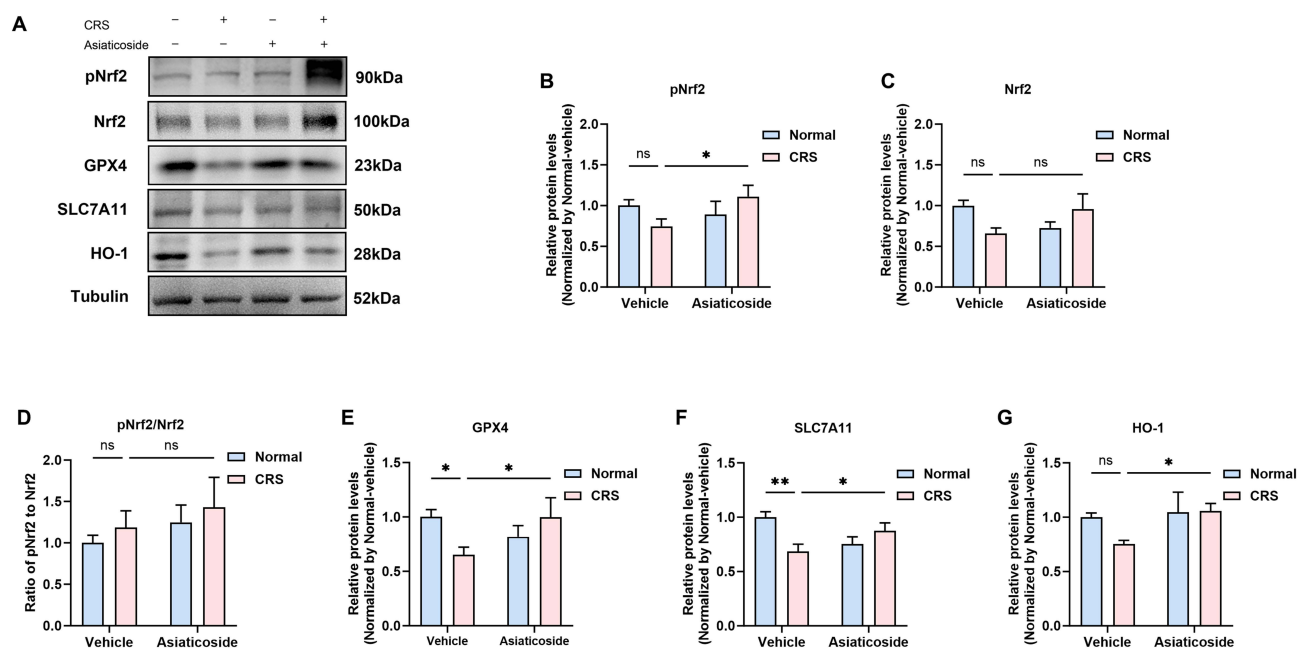 A
CRS − + − +
Asiaticoside − − + +
pNrf2 90kDa
Nrf2 100kDa
GPX4 23kDa
SLC7A11 50kDa
HO-1 28kDa
Tubulin 52kDa
B
pNrf2
Relative protein levels
(Normalized by Normal-vehicle)
2.0
1.5
1.0
0.5
0.0
ns
*
Normal
CRS
Vehicle Asiaticoside
C
Nrf2
Relative protein levels
(Normalized by Normal-vehicle)
2.0
1.5
1.0
0.5
0.0
ns ns
Normal
CRS
Vehicle Asiaticoside
D
pNrf2/Nrf2
Ratio of pNrf2 to Nrf2
2.0
1.5
1.0
0.5
0.0
ns ns
Normal
CRS
Vehicle Asiaticoside
E
GPX4
Relative protein levels
(Normalized by Normal-vehicle)
1.5
1.0
0.5
0.0
* *
Normal
CRS
Vehicle Asiaticoside
F
SLC7A11
Relative protein levels
(Normalized by Normal-vehicle)
1.5
1.0
0.5
0.0
** *
Normal
CRS
Vehicle Asiaticoside
G
HO-1
Relative protein levels
(Normalized by Normal-vehicle)
1.5
1.0
0.5
0.0
ns *
Normal
CRS
Vehicle Asiaticoside